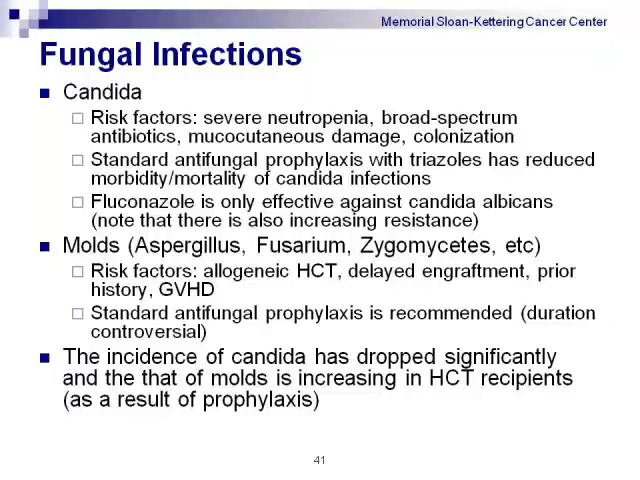 Memorial Sloan-Kettering Cancer Center
Fungal Infections
Candida
Risk factors: severe neutropenia, broad-spectrum
antibiotics, mucocutaneous damage, colonization
Standard antifungal prophylaxis with triazoles has reduced
morbidity/mortality of candida infections
Fluconazole is only effective against candida albicans
(note that there is also increasing resistance)
Molds (Aspergillus, Fusarium, Zygomycetes, etc)
Risk factors: allogeneic HCT, delayed engraftment, prior
history, GVHD
Standard antifungal prophylaxis is recommended (duration
controversial)
The incidence of candida has dropped significantly
and the that of molds is increasing in HCT recipients
(as a result of prophylaxis)
41